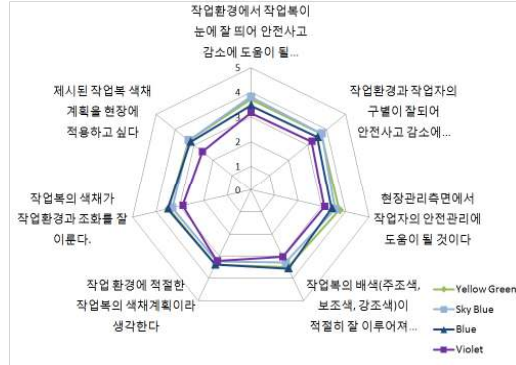 작업환경에서 작업복이
눈에 잘 띄어 안전사고
감소에 도움이 될...
5
4
3
2
1
0
작업환경과 작업자의
구별이 잘되어
안전사고 감소에...
현장관리측면에서
작업자의 안전관리에
도움이 될 것이다
작업복의 배색(주조색,
보조색, 강조색)이
적절히 잘 이루어져...
작업 환경에 적절한
작업복의 색채계획이라
생각한다
작업복의 색채가
작업환경과 조화를 잘
이룬다.
제시된 작업복 색채
계획을 현장에
적용하고 싶다
Yellow Green
Sky Blue
Blue
Violet